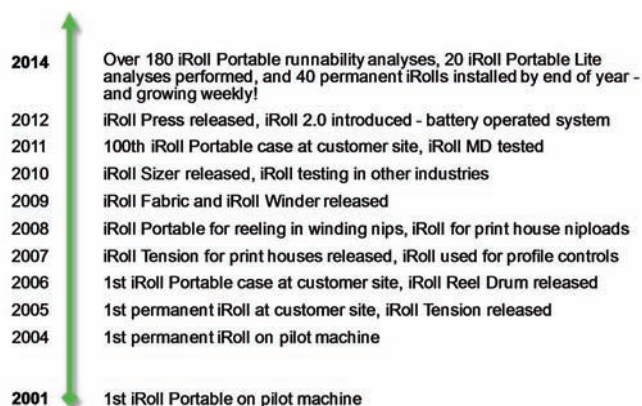 2014 Over 180 iRoll Portable runnability analyses, 20 iRoll Portable Lite
analyses performed, and 40 permanent iRolls installed by end of year -
and growing weekly!
2012 iRoll Press released, iRoll 2.0 introduced - battery operated system
2011 100th iRoll Portable case at customer site, iRoll MD tested
2010 iRoll Sizer released, iRoll testing in other industries
2009 iRoll Fabric and iRoll Winder released
2008 iRoll Portable for reeling in winding nips, iRoll for print house niploads
2007 iRoll Tension for print houses released, iRoll used for profile controls
2006 1st iRoll Portable case at customer site, iRoll Reel Drum released
2005 1st permanent iRoll at customer site, iRoll Tension released
2004 1st permanent iRoll on pilot machine
2001 1st iRoll Portable on pilot machine